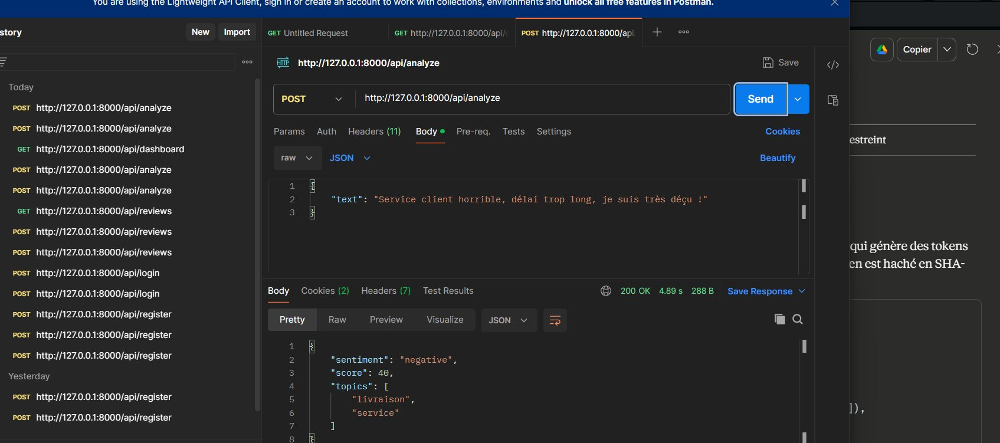 You are using the Lightweight API Client, sign in or create an account to work with collections, environments and unlock all free features in Postman.
story
New
Import
GET Untitled Request
GET http://127.0.0.1:8000/api/
POST http://127.0.0.1:8000/api
Copier
HTTP http://127.0.0.1:8000/api/analyze
Save
Today
POST http://127.0.0.1:8000/api/analyze
POST http://127.0.0.1:8000/api/analyze
GET http://127.0.0.1:8000/api/dashboard
POST http://127.0.0.1:8000/api/analyze
POST http://127.0.0.1:8000/api/analyze
GET http://127.0.0.1:8000/api/reviews
POST http://127.0.0.1:8000/api/reviews
POST http://127.0.0.1:8000/api/reviews
POST http://127.0.0.1:8000/api/login
POST http://127.0.0.1:8000/api/login
POST http://127.0.0.1:8000/api/register
POST http://127.0.0.1:8000/api/register
POST http://127.0.0.1:8000/api/register
Yesterday
POST http://127.0.0.1:8000/api/register
POST http://127.0.0.1:8000/api/register
POST
http://127.0.0.1:8000/api/analyze
Send
Params Auth Headers (11) Body Pre-req. Tests Settings Cookies
raw JSON Beautify
1 {
2 "text": "Service client horrible, délai trop long, je suis très déçu !"
3 }
Body Cookies (2) Headers (7) Test Results 200 OK 4.89 s 288 B Save Response
Pretty Raw Preview Visualize JSON
1 {
2 "sentiment": "negative",
3 "score": 40,
4 "topics": [
5 "livraison",
6 "service"
7 ]
8 }
estreint
qui génère des tokens
en est haché en SHA-
]),